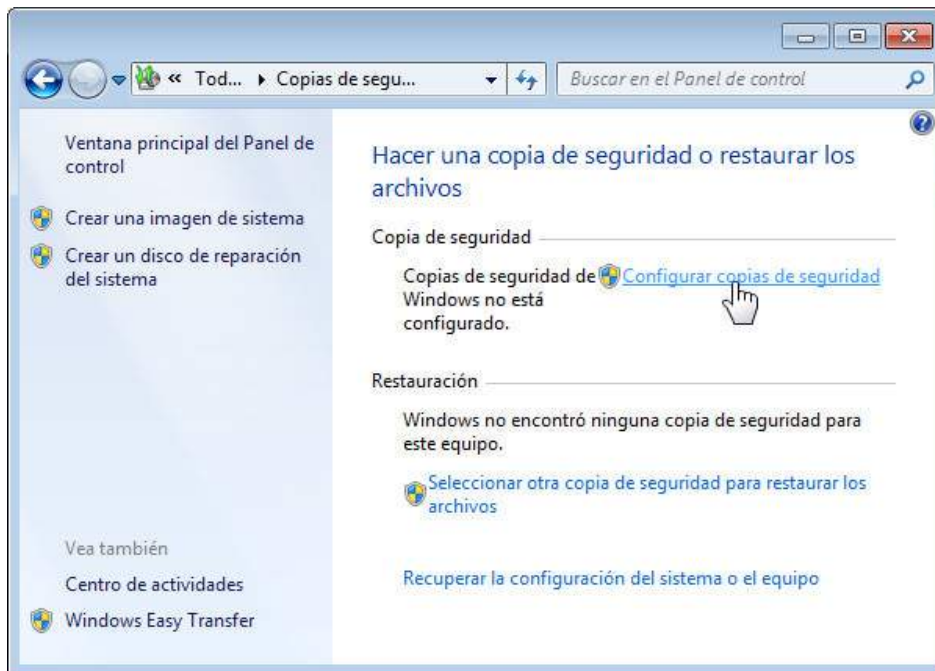 « Tod... ▸ Copias de segu...
Buscar en el Panel de control
Ventana principal del Panel de
control
Crear una imagen de sistema
Crear un disco de reparación
del sistema
Vea también
Centro de actividades
Windows Easy Transfer
Hacer una copia de seguridad o restaurar los
archivos
Copia de seguridad
Copias de seguridad de
Windows no está
configurado.
Configurar copias de seguridad
Restauración
Windows no encontró ninguna copia de seguridad para
este equipo.
Seleccionar otra copia de seguridad para restaurar los
archivos
Recuperar la configuración del sistema o el equipo